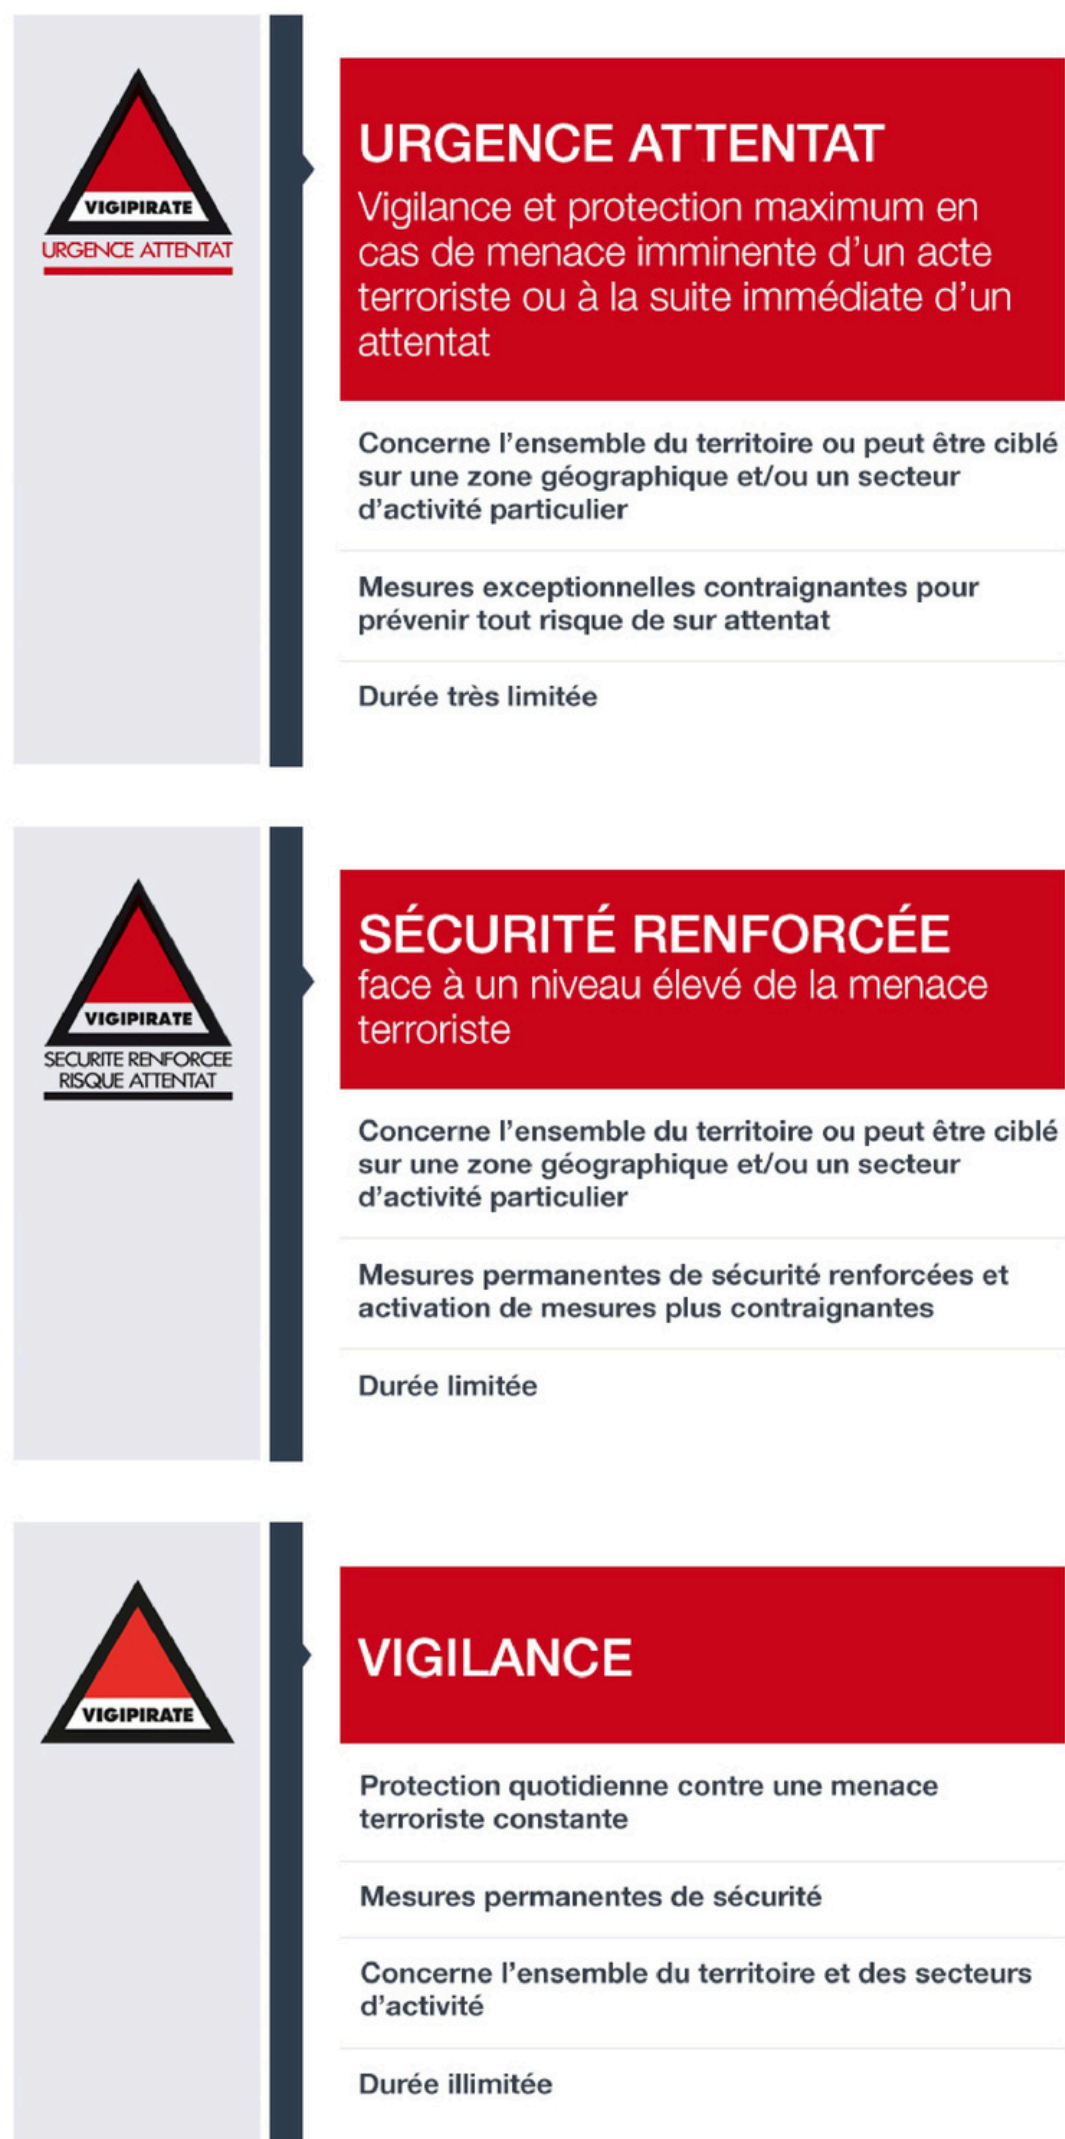 VIGIPIRATE
URGENCE ATTENTAT
URGENCE ATTENTAT
Vigilance et protection maximum en
cas de menace imminente d'un acte
terroriste ou à la suite immédiate d'un
attentat
Concerne l'ensemble du territoire ou peut être ciblé
sur une zone géographique et/ou un secteur
d'activité particulier
Mesures exceptionnelles contraignantes pour
prévenir tout risque de sur attentat
Durée très limitée
VIGIPIRATE
SECURITE RENFORCEE
RISQUE ATTENTAT
SÉCURITÉ RENFORCÉE
face à un niveau élevé de la menace
terroriste
Concerne l'ensemble du territoire ou peut être ciblé
sur une zone géographique et/ou un secteur
d'activité particulier
Mesures permanentes de sécurité renforcées et
activation de mesures plus contraignantes
Durée limitée
VIGIPIRATE
VIGILANCE
Protection quotidienne contre une menace
terroriste constante
Mesures permanentes de sécurité
Concerne l'ensemble du territoire et des secteurs
d'activité
Durée illimitée